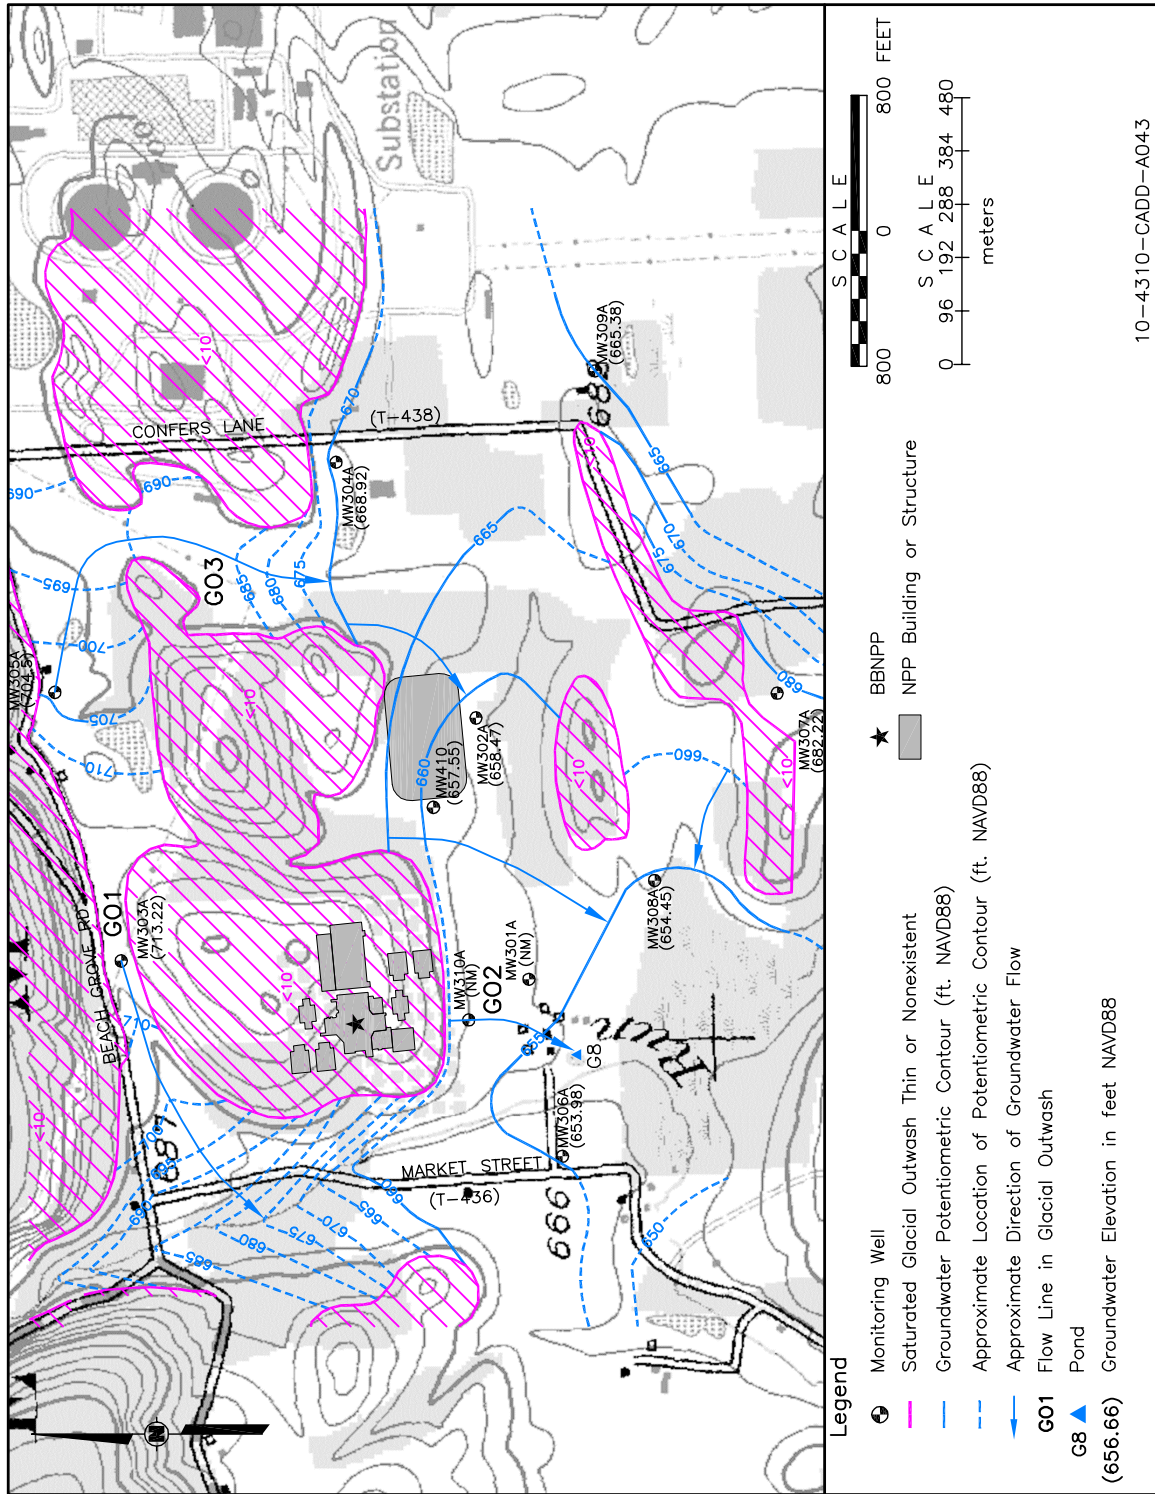 Substation
CONFERS LANE
(T-438)
BEACH GROVE RD
MARKET STREET
(T-436)
Run
687
682
666
GO1
GO2
GO3
G8
MW303A
(713.22)
MW305A
(704.5)
MW304A
(668.92)
MW309A
(665.38)
MW410
(657.55)
MW302A
(658.47)
MW307A
(682.22)
MW308A
(654.45)
MW301A
(NM)
MW310A
(NM)
MW306A
(653.98)
<10
<10
<10
<10
<10
<10
<10
690
690
695
700
705
710
710
700
695
690
685
680
675
670
665
660
685
680
675
670
665
660
660
655
650
665
670
675
680
N
Legend
Monitoring Well
Saturated Glacial Outwash Thin or Nonexistent
Groundwater Potentiometric Contour (ft. NAVD88)
Approximate Location of Potentiometric Contour (ft. NAVD88)
Approximate Direction of Groundwater Flow
GO1 Flow Line in Glacial Outwash
G8 Pond
(656.66) Groundwater Elevation in feet NAVD88
BBNPP
NPP Building or Structure
SCALE
800 0 800 FEET
SCALE
0 96 192 288 384 480
meters
10-4310-CADD-A043